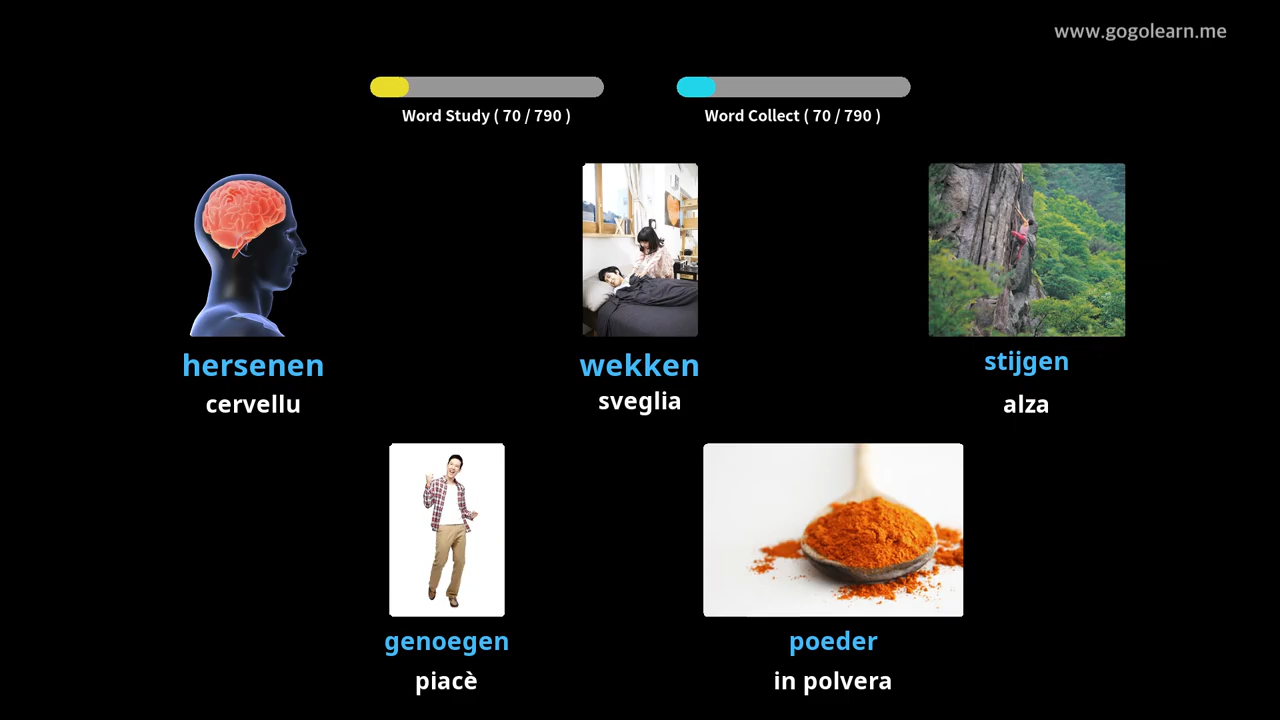 www.gogolearn.me
Word Study ( 70 / 790 )
Word Collect ( 70 / 790 )
hersenen
cervellu
wekken
sveglia
stijgen
alza
genoegen
piacè
poeder
in polvera